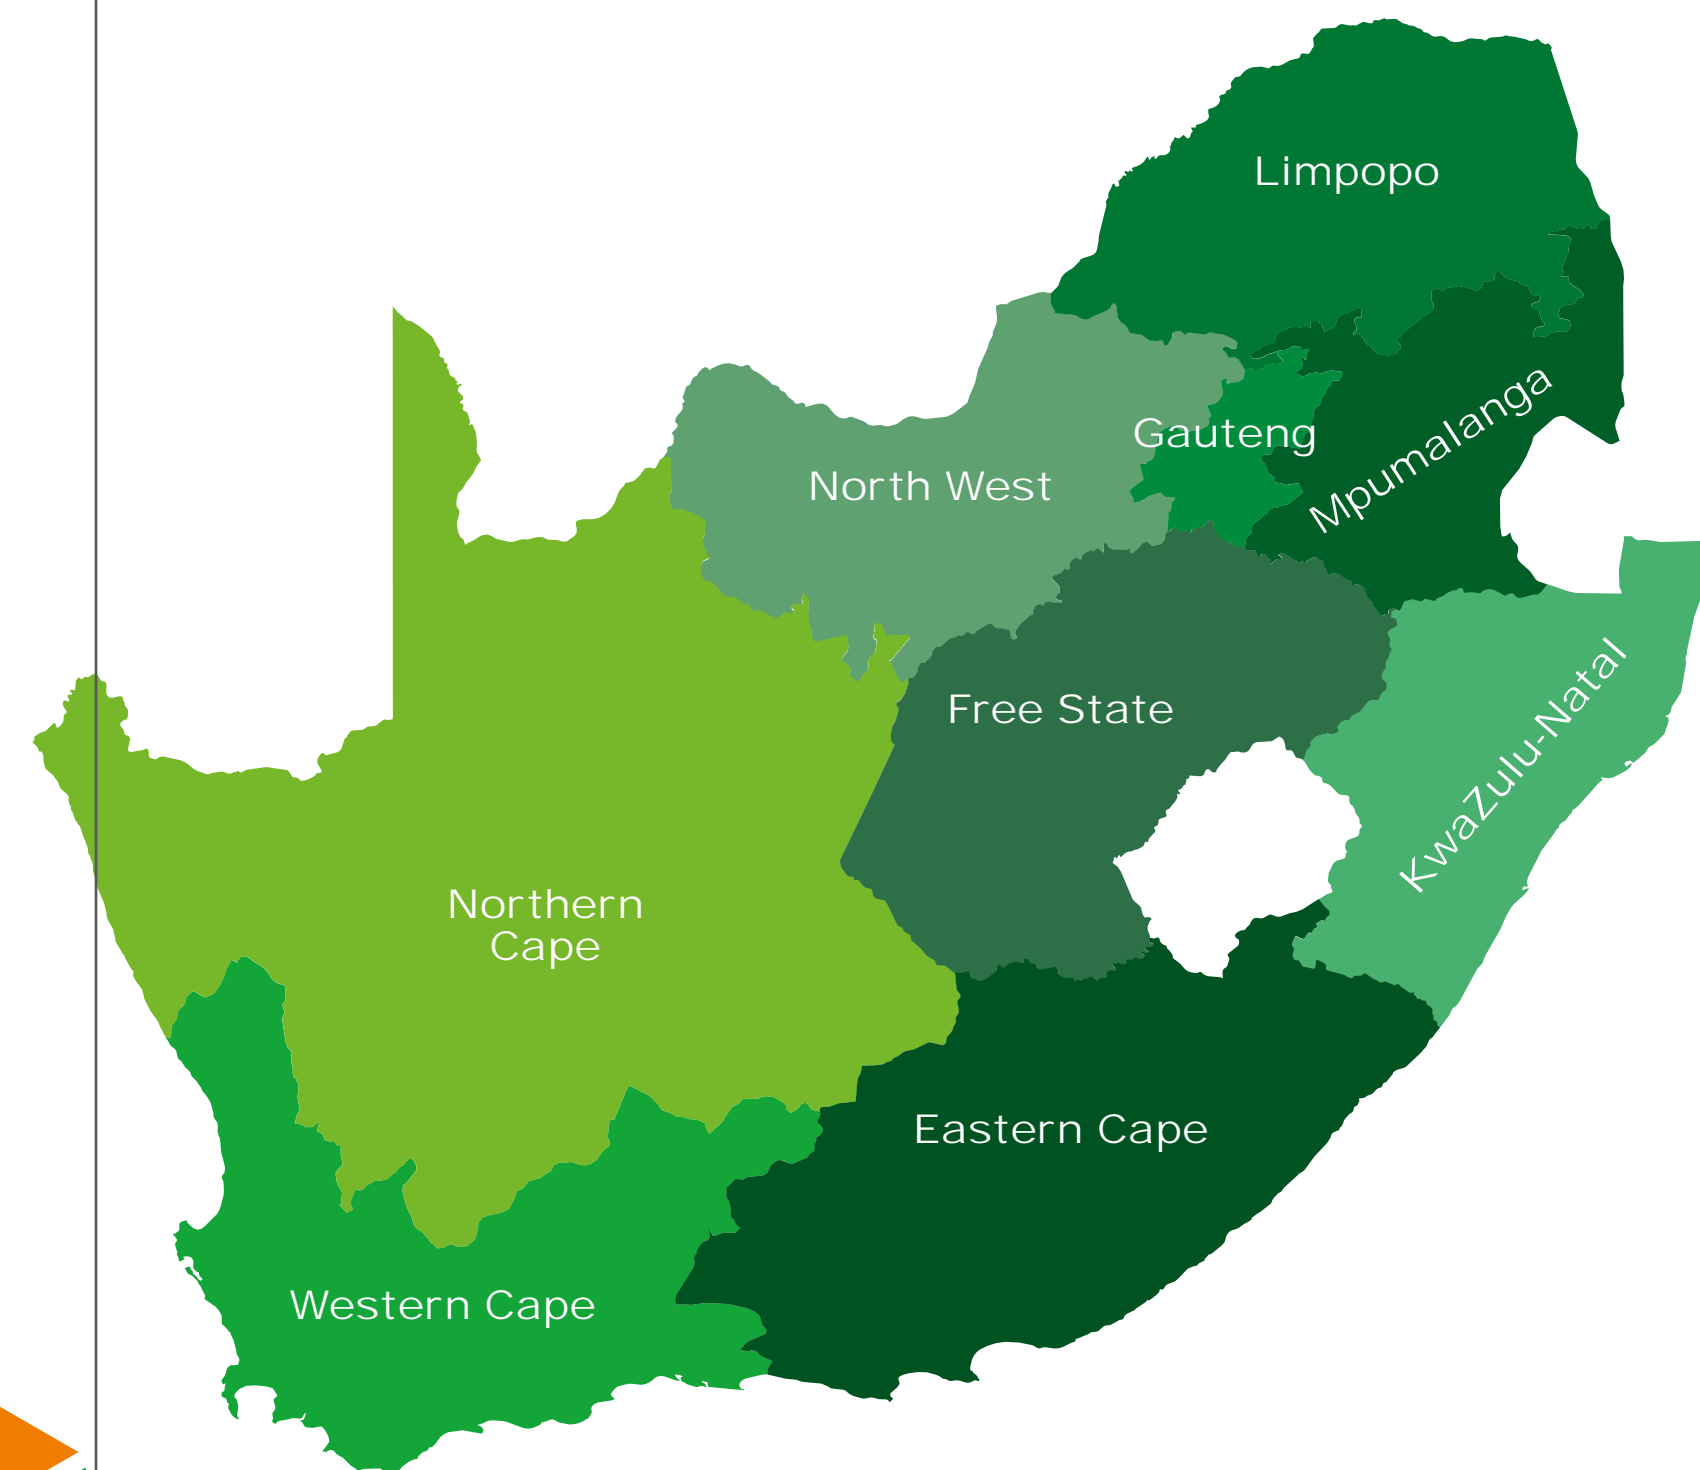 Limpopo
Gauteng
Mpumalanga
North West
Free State
KwaZulu-Natal
Northern
Cape
Eastern Cape
Western Cape